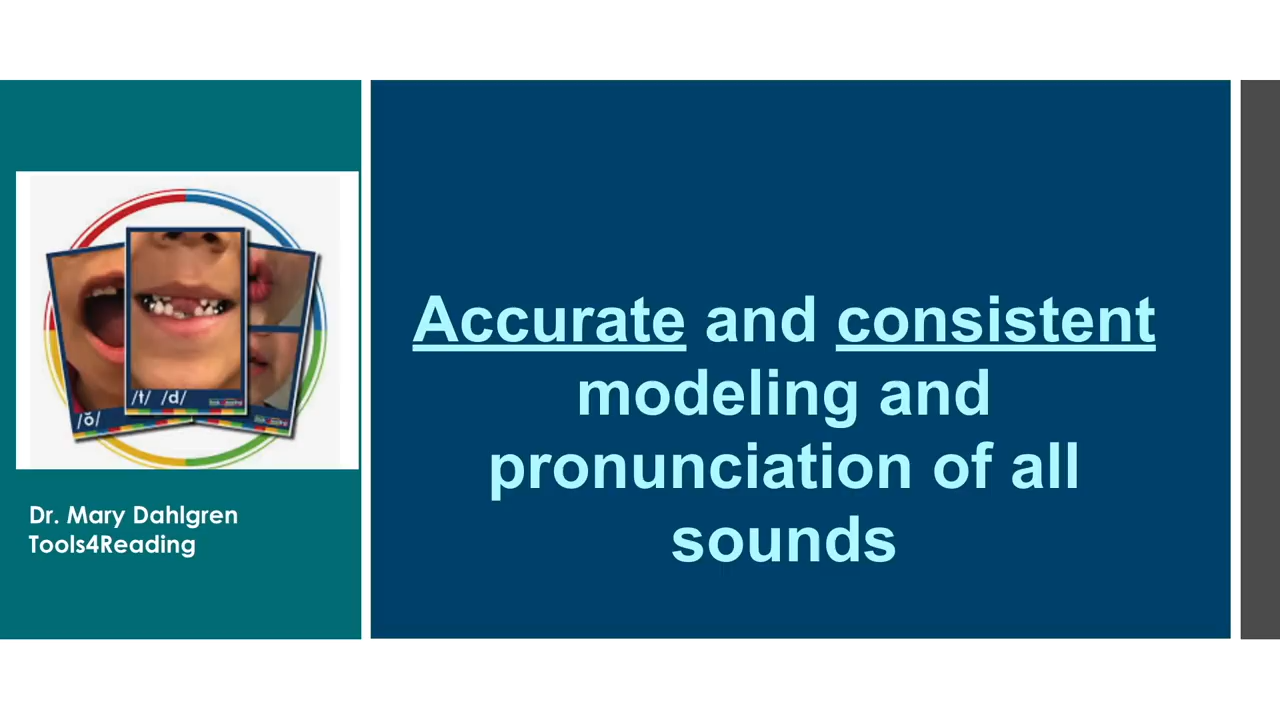 /ŏ/
/t/ /d/
Dr. Mary Dahlgren
Tools4Reading
Accurate and consistent
modeling and
pronunciation of all
sounds